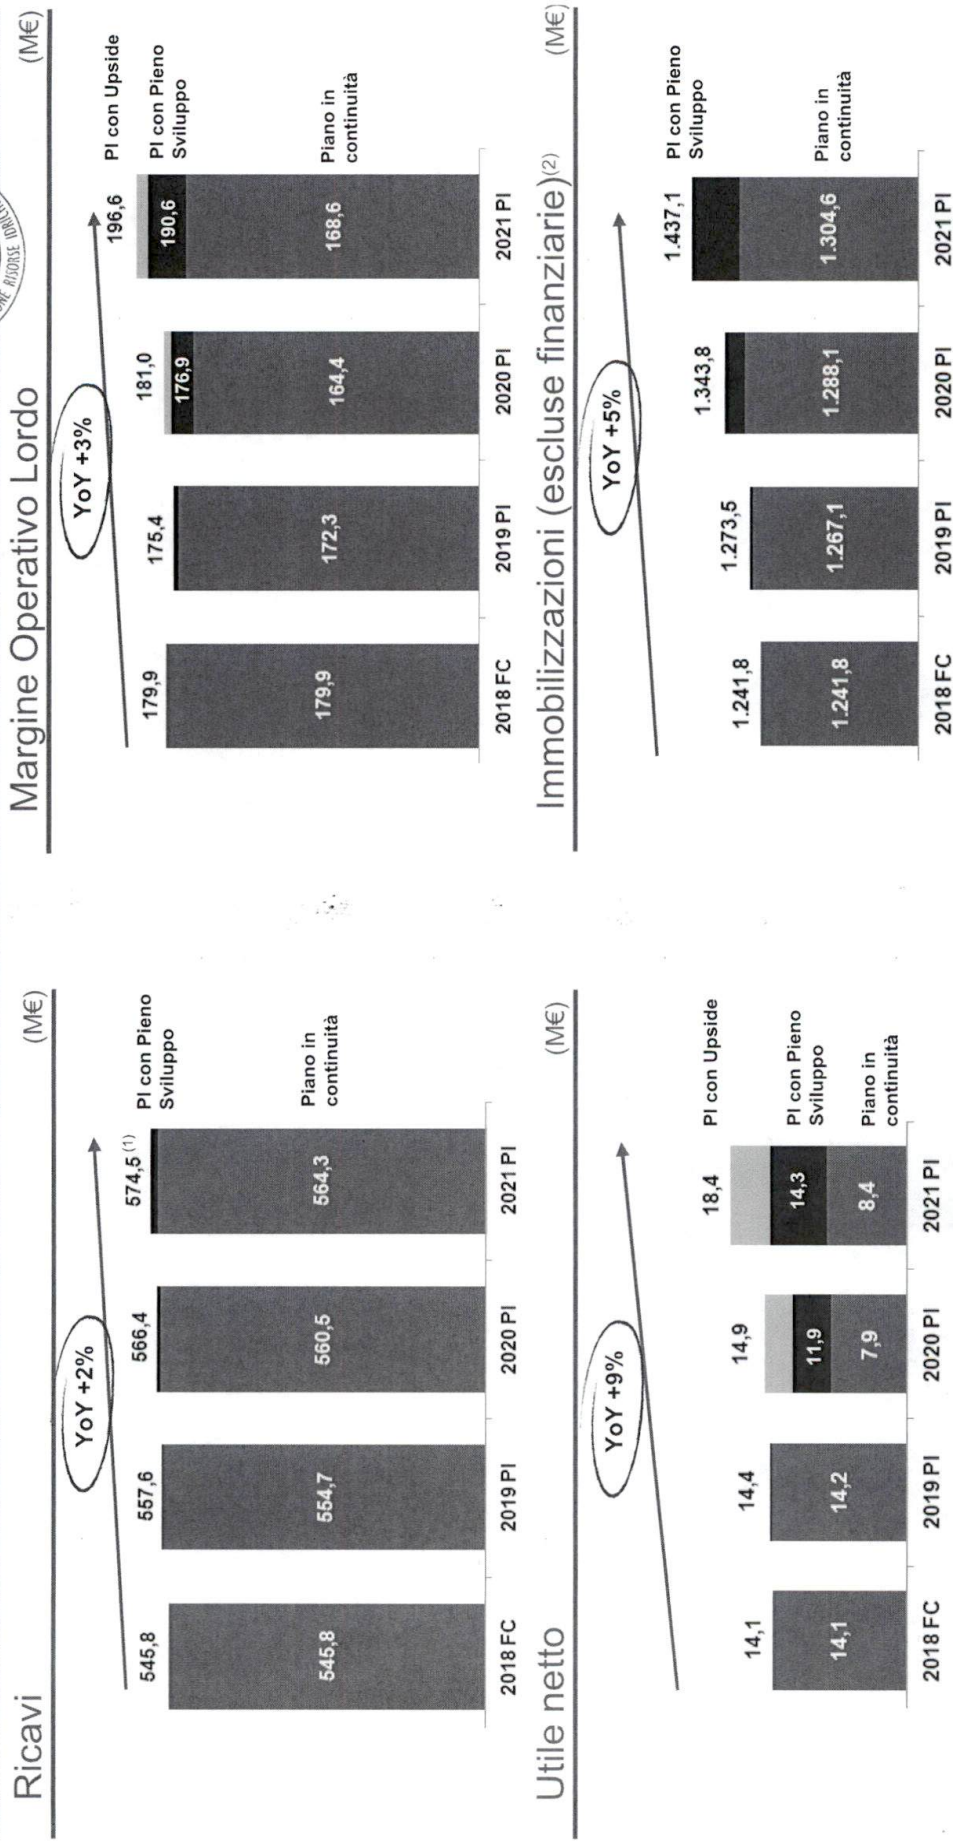 Ricavi
(M€)
YoY +2%
545,8
557,6
566,4
574,5 (1)
PI con Pieno
Sviluppo
545,8
554,7
560,5
564,3
Piano in
continuità
2018 FC
2019 PI
2020 PI
2021 PI
Margine Operativo Lordo
(M€)
ONE RISORSE IDRICHE
YoY +3%
179,9
175,4
181,0
196,6
PI con Upside
176,9
190,6
PI con Pieno
Sviluppo
179,9
172,3
164,4
168,6
Piano in
continuità
2018 FC
2019 PI
2020 PI
2021 PI
Utile netto
(M€)
YoY +9%
14,1
14,4
14,9
18,4
PI con Upside
11,9
14,3
PI con Pieno
Sviluppo
14,1
14,2
7,9
8,4
Piano in
continuità
2018 FC
2019 PI
2020 PI
2021 PI
Immobilizzazioni (escluse finanziarie)(2)
(M€)
YoY +5%
1.241,8
1.273,5
1.343,8
1.437,1
PI con Pieno
Sviluppo
1.241,8
1.267,1
1.288,1
1.304,6
Piano in
continuità
2018 FC
2019 PI
2020 PI
2021 PI